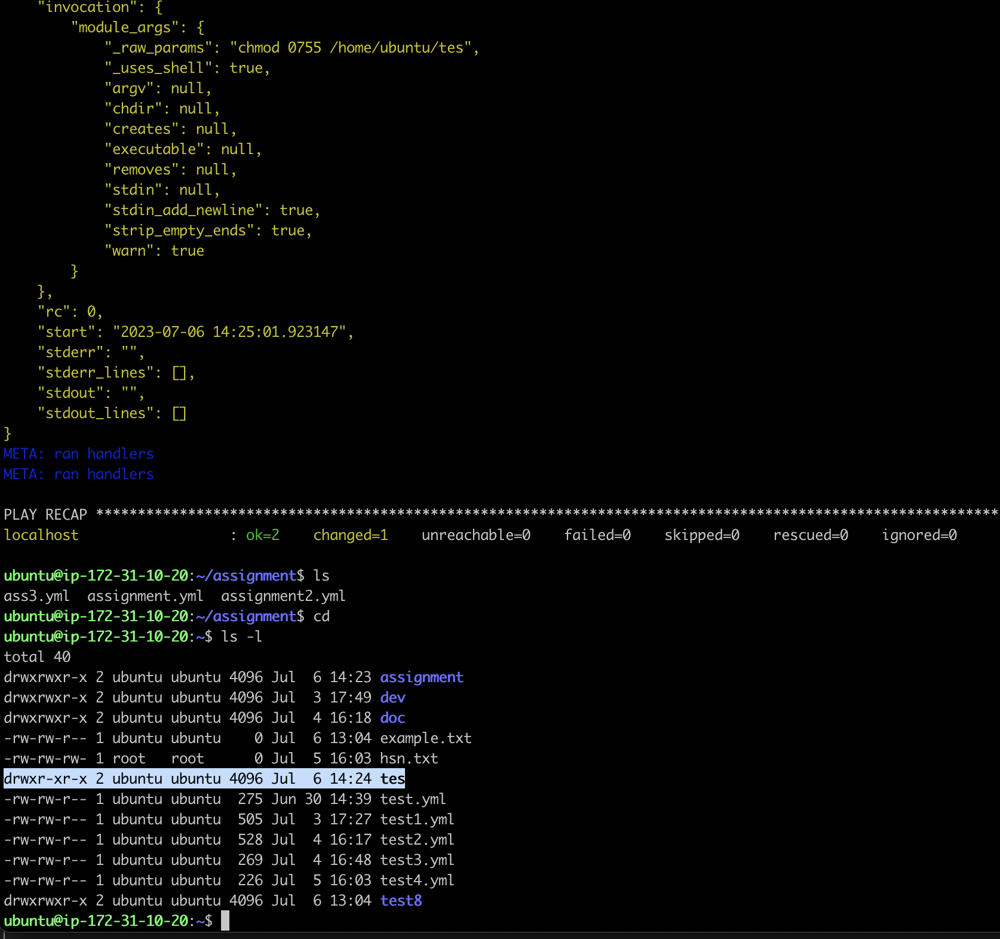 "invocation": {
        "module_args": {
            "_raw_params": "chmod 0755 /home/ubuntu/tes",
            "_uses_shell": true,
            "argv": null,
            "chdir": null,
            "creates": null,
            "executable": null,
            "removes": null,
            "stdin": null,
            "stdin_add_newline": true,
            "strip_empty_ends": true,
            "warn": true
        }
    },
    "rc": 0,
    "start": "2023-07-06 14:25:01.923147",
    "stderr": "",
    "stderr_lines": [],
    "stdout": "",
    "stdout_lines": []
}
META: ran handlers
META: ran handlers
PLAY RECAP ************************************************************************************************************
localhost                  : ok=2    changed=1    unreachable=0    failed=0    skipped=0    rescued=0    ignored=0
ubuntu@ip-172-31-10-20:~/assignment$ ls
ass3.yml  assignment.yml  assignment2.yml
ubuntu@ip-172-31-10-20:~/assignment$ cd
ubuntu@ip-172-31-10-20:~$ ls -l
total 40
drwxrwxr-x 2 ubuntu ubuntu 4096 Jul  6 14:23 assignment
drwxrwxr-x 2 ubuntu ubuntu 4096 Jul  3 17:49 dev
drwxrwxr-x 2 ubuntu ubuntu 4096 Jul  4 16:18 doc
-rw-rw-r-- 1 ubuntu ubuntu    0 Jul  6 13:04 example.txt
-rw-rw-rw- 1 root   root      0 Jul  5 16:03 hsn.txt
drwxr-xr-x 2 ubuntu ubuntu 4096 Jul  6 14:24 tes
-rw-rw-r-- 1 ubuntu ubuntu  275 Jun 30 14:39 test.yml
-rw-rw-r-- 1 ubuntu ubuntu  505 Jul  3 17:27 test1.yml
-rw-rw-r-- 1 ubuntu ubuntu  528 Jul  4 16:17 test2.yml
-rw-rw-r-- 1 ubuntu ubuntu  269 Jul  4 16:48 test3.yml
-rw-rw-r-- 1 ubuntu ubuntu  226 Jul  5 16:03 test4.yml
drwxrwxr-x 2 ubuntu ubuntu 4096 Jul  6 13:04 test8
ubuntu@ip-172-31-10-20:~$